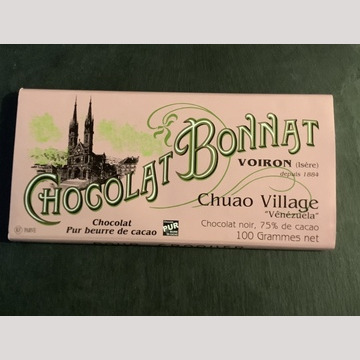 CHOCOLAT BONNAT
VOIRON (Isère)
depuis 1884
Chuao Village
"Vénézuela"
Chocolat noir, 75% de cacao
100 Grammes net
Chocolat
Pur beurre de cacao
PUR